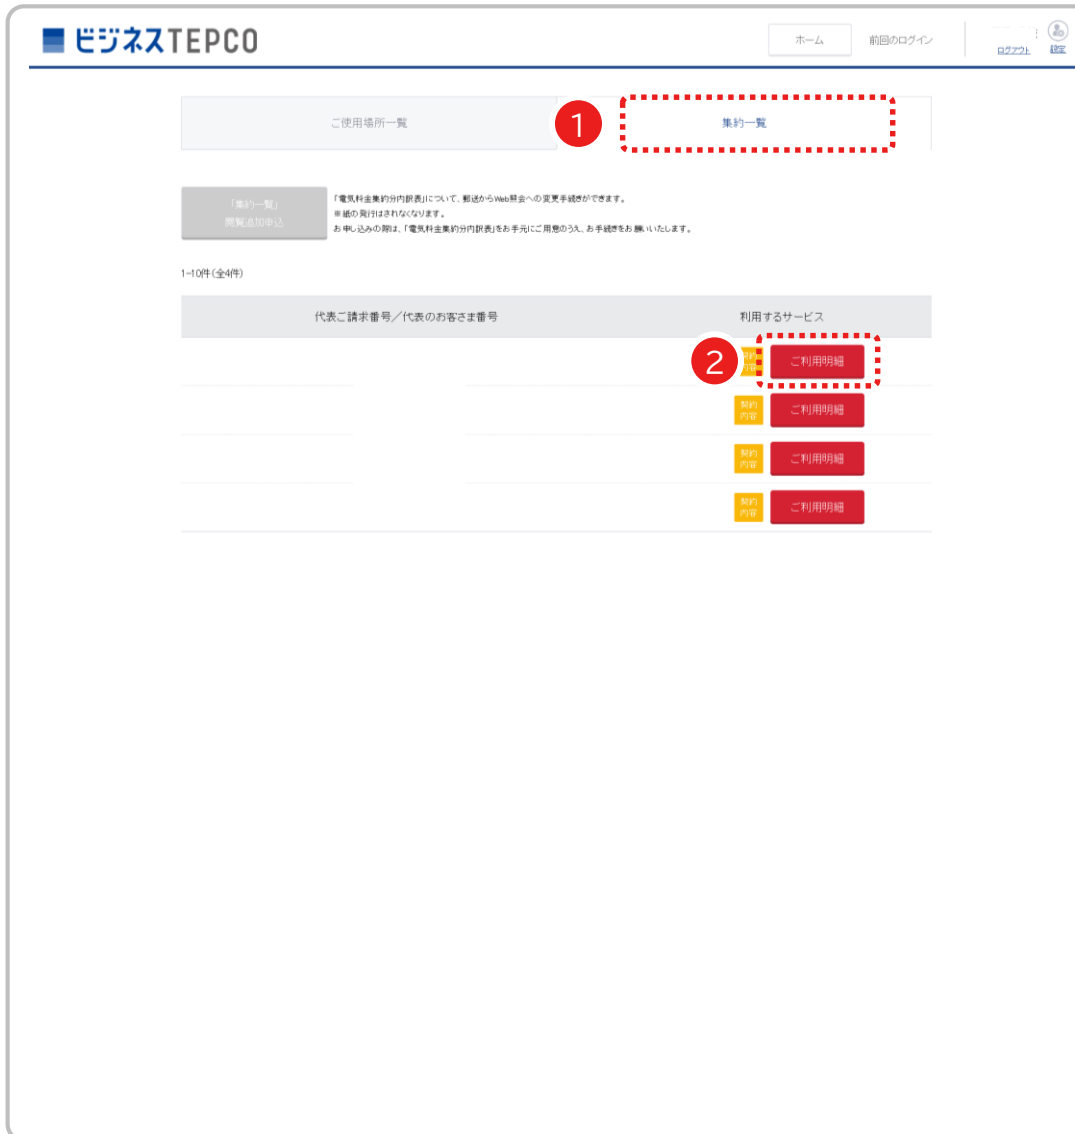 ビジネスTEPCO
ホーム
前回のログイン
ログアウト
設定
ご使用場所一覧
1
集約一覧
「集約一覧」
閲覧追加申込
「電気料金集約分内訳表」について、郵送からWeb照会への変更手続きができます。
※紙の発行はされなくなります。
お申し込みの際は、「電気料金集約分内訳表」をお手元にご用意のうえ、お手続きをお願いいたします。
1-10件(全4件)
代表ご請求番号／代表のお客さま番号
利用するサービス
2
ご利用明細
契約
内容
ご利用明細
契約
内容
ご利用明細
契約
内容
ご利用明細